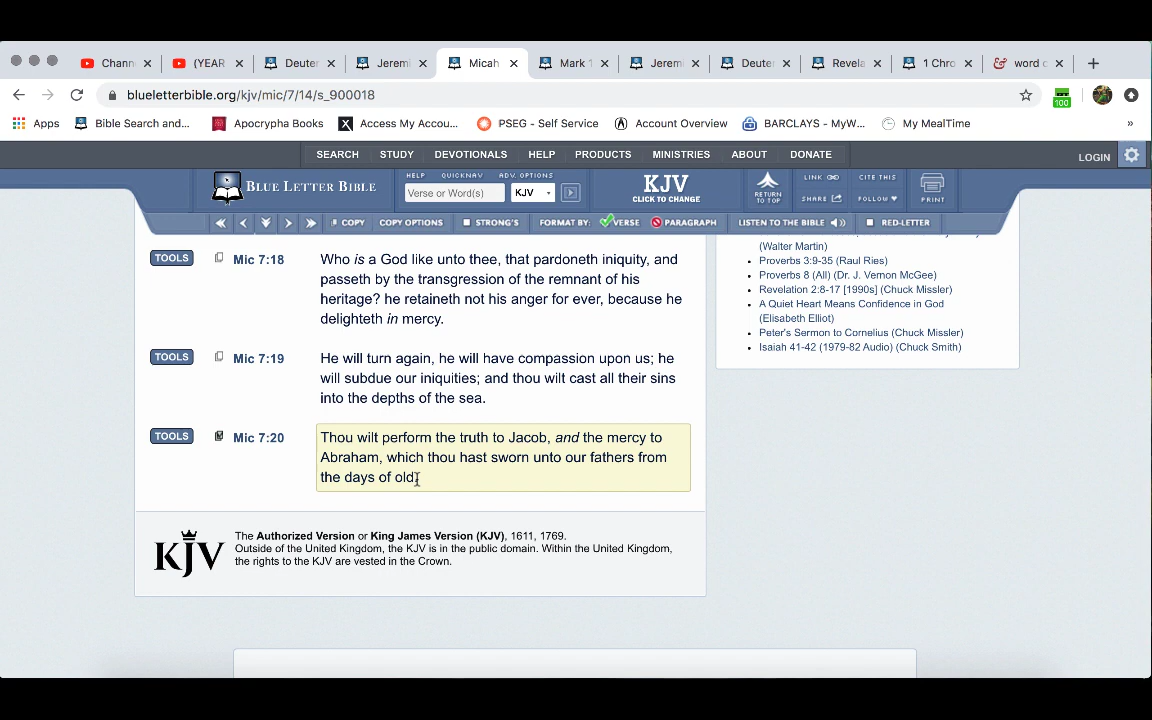 Chann
(YEAR
Deuter
Jeremi
Micah
Mark 1
Jerem
Deuter
Revela
1 Chro
word c
blueletterbible.org/kjv/mic/7/14/s_900018
100
Apps
Bible Search and...
Apocrypha Books
Access My Accou...
PSEG - Self Service
Account Overview
BARCLAYS - MyW...
My MealTime
»
SEARCH STUDY DEVOTIONALS HELP PRODUCTS MINISTRIES ABOUT DONATE
LOGIN
BLUE LETTER BIBLE
HELP QUICKNAV ADV. OPTIONS
Verse or Word(s)
KJV
KJV
CLICK TO CHANGE
RETURN
TO TOP
LINK
CITE THIS
SHARE
FOLLOW
PRINT
COPY COPY OPTIONS STRONG'S FORMAT BY: VERSE PARAGRAPH LISTEN TO THE BIBLE RED-LETTER
TOOLS Mic 7:18 Who is a God like unto thee, that pardoneth iniquity, and
passeth by the transgression of the remnant of his
heritage? he retaineth not his anger for ever, because he
delighteth in mercy.
TOOLS Mic 7:19 He will turn again, he will have compassion upon us; he
will subdue our iniquities; and thou wilt cast all their sins
into the depths of the sea.
TOOLS Mic 7:20 Thou wilt perform the truth to Jacob, and the mercy to
Abraham, which thou hast sworn unto our fathers from
the days of old.
KJV
The Authorized Version or King James Version (KJV), 1611, 1769.
Outside of the United Kingdom, the KJV is in the public domain. Within the United Kingdom,
the rights to the KJV are vested in the Crown.
(Walter Martin)
Proverbs 3:9-35 (Raul Ries)
Proverbs 8 (All) (Dr. J. Vernon McGee)
Revelation 2:8-17 [1990s] (Chuck Missler)
A Quiet Heart Means Confidence in God
(Elisabeth Elliot)
Peter's Sermon to Cornelius (Chuck Missler)
Isaiah 41-42 (1979-82 Audio) (Chuck Smith)